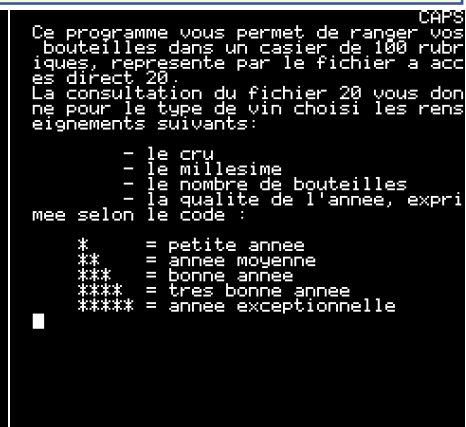 CAPS
Ce programme vous permet de ranger vos
bouteilles dans un casier de 100 rubr
iques, represente par le fichier a acc
es direct 20.
La consultation du fichier 20 vous don
ne pour le type de vin choisi les rens
eignements suivants:
- le cru
- le millesime
- le nombre de bouteilles
- la qualite de l'annee, expri
mee selon le code :
* = petite annee
** = annee moyenne
*** = bonne annee
**** = tres bonne annee
***** = annee exceptionnelle